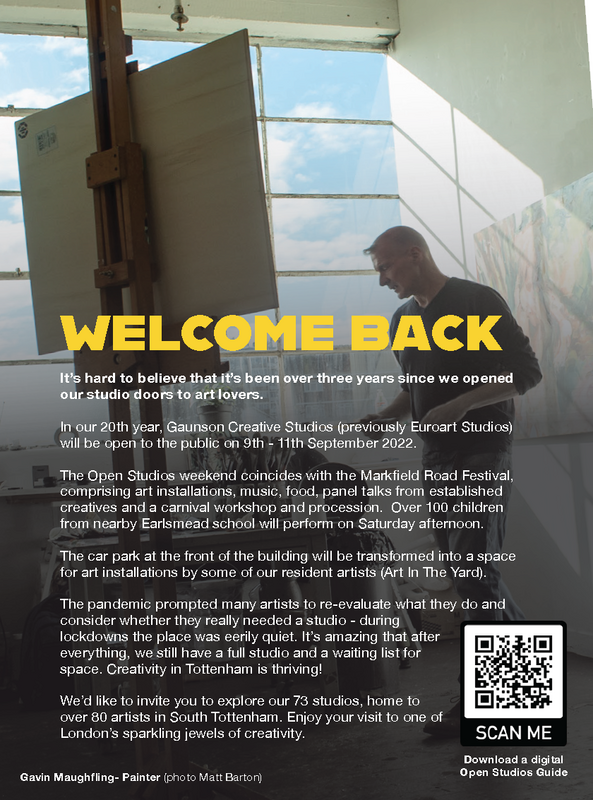 WELCOME BACK
It's hard to believe that it's been over three years since we opened
our studio doors to art lovers.
In our 20th year, Gaunson Creative Studios (previously Euroart Studios)
will be open to the public on 9th - 11th September 2022.
The Open Studios weekend coincides with the Markfield Road Festival,
comprising art installations, music, food, panel talks from established
creatives and a carnival workshop and procession.  Over 100 children
from nearby Earlsmead school will perform on Saturday afternoon.
The car park at the front of the building will be transformed into a space
for art installations by some of our resident artists (Art In The Yard).
The pandemic prompted many artists to re-evaluate what they do and
consider whether they really needed a studio - during
lockdowns the place was eerily quiet. It's amazing that after
everything, we still have a full studio and a waiting list for
space. Creativity in Tottenham is thriving!
We'd like to invite you to explore our 73 studios, home to
over 80 artists in South Tottenham. Enjoy your visit to one of
London's sparkling jewels of creativity.
SCAN ME
Download a digital
Open Studios Guide
Gavin Maughfling- Painter (photo Matt Barton)